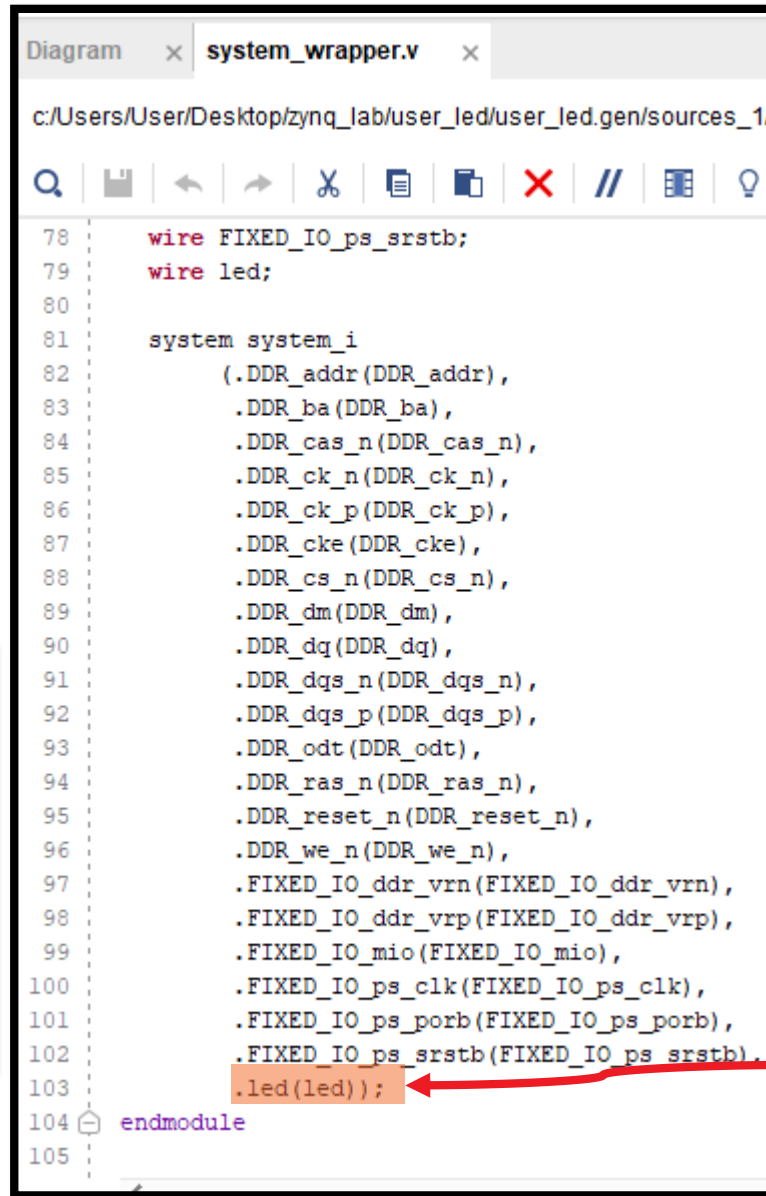 Diagram × system_wrapper.v ×
c:/Users/User/Desktop/zynq_lab/user_led/user_led.gen/sources_1/
78 wire FIXED_IO_ps_srstb;
79 wire led;
80
81 system system_i
82 (.DDR_addr(DDR_addr),
83 .DDR_ba(DDR_ba),
84 .DDR_cas_n(DDR_cas_n),
85 .DDR_ck_n(DDR_ck_n),
86 .DDR_ck_p(DDR_ck_p),
87 .DDR_cke(DDR_cke),
88 .DDR_cs_n(DDR_cs_n),
89 .DDR_dm(DDR_dm),
90 .DDR_dq(DDR_dq),
91 .DDR_dqs_n(DDR_dqs_n),
92 .DDR_dqs_p(DDR_dqs_p),
93 .DDR_odt(DDR_odt),
94 .DDR_ras_n(DDR_ras_n),
95 .DDR_reset_n(DDR_reset_n),
96 .DDR_we_n(DDR_we_n),
97 .FIXED_IO_ddr_vrn(FIXED_IO_ddr_vrn),
98 .FIXED_IO_ddr_vrp(FIXED_IO_ddr_vrp),
99 .FIXED_IO_mio(FIXED_IO_mio),
100 .FIXED_IO_ps_clk(FIXED_IO_ps_clk),
101 .FIXED_IO_ps_porb(FIXED_IO_ps_porb),
102 .FIXED_IO_ps_srstb(FIXED_IO_ps_srstb),
103 .led(led));
104 endmodule
105